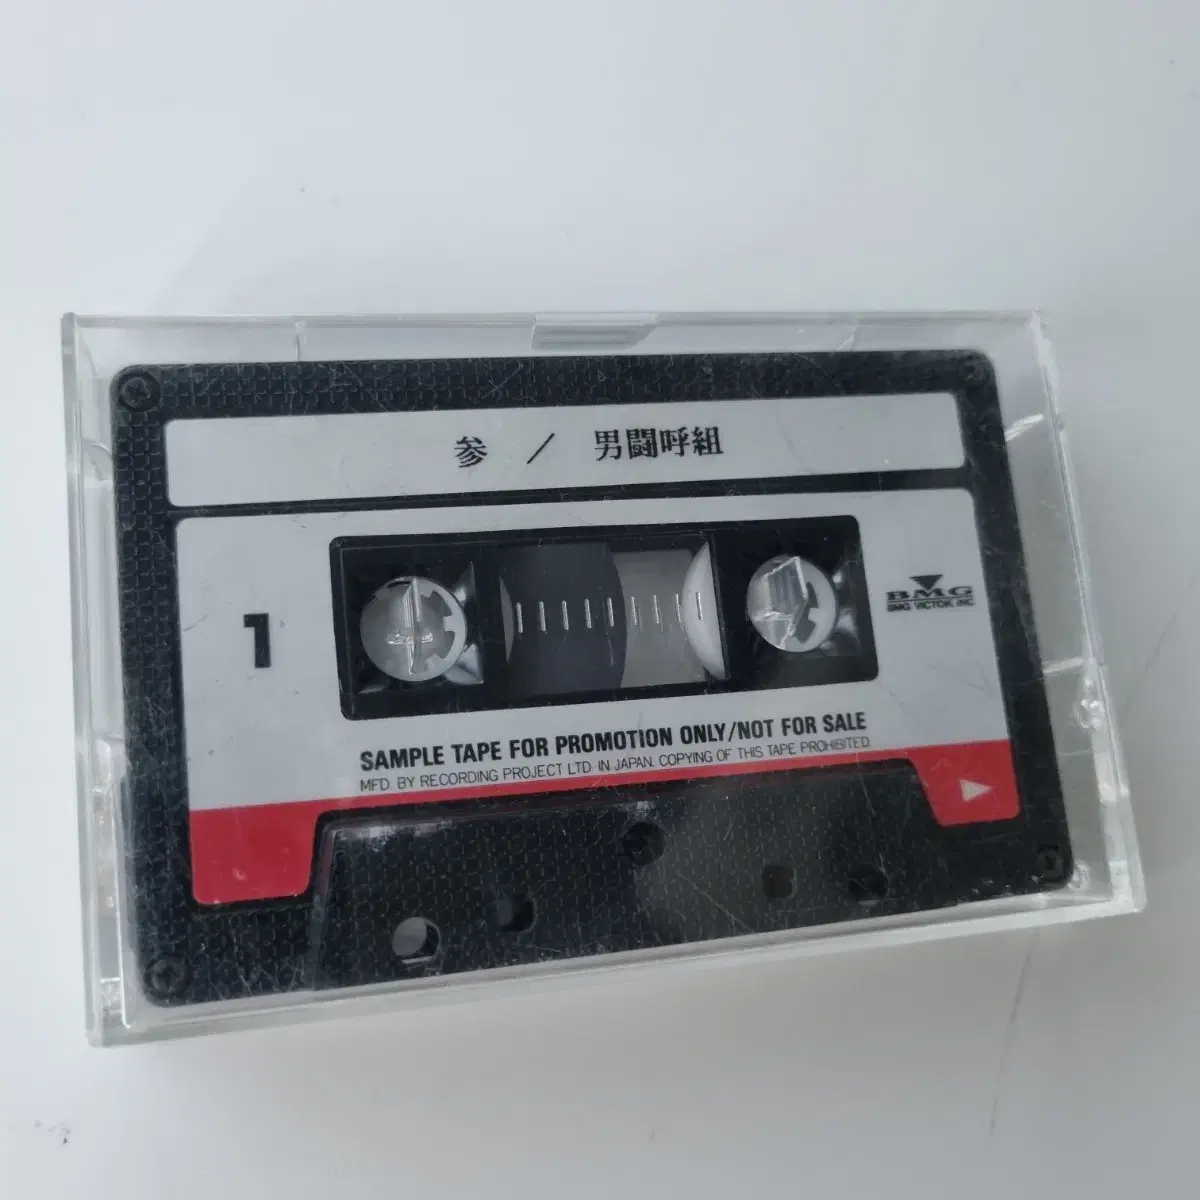 参 / 男闘呼組
1
BMG
BMG VICTOR, INC.
SAMPLE TAPE FOR PROMOTION ONLY/NOT FOR SALE
MFD. BY RECORDING PROJECT LTD. IN JAPAN. COPYING OF THIS TAPE PROHIBITED.